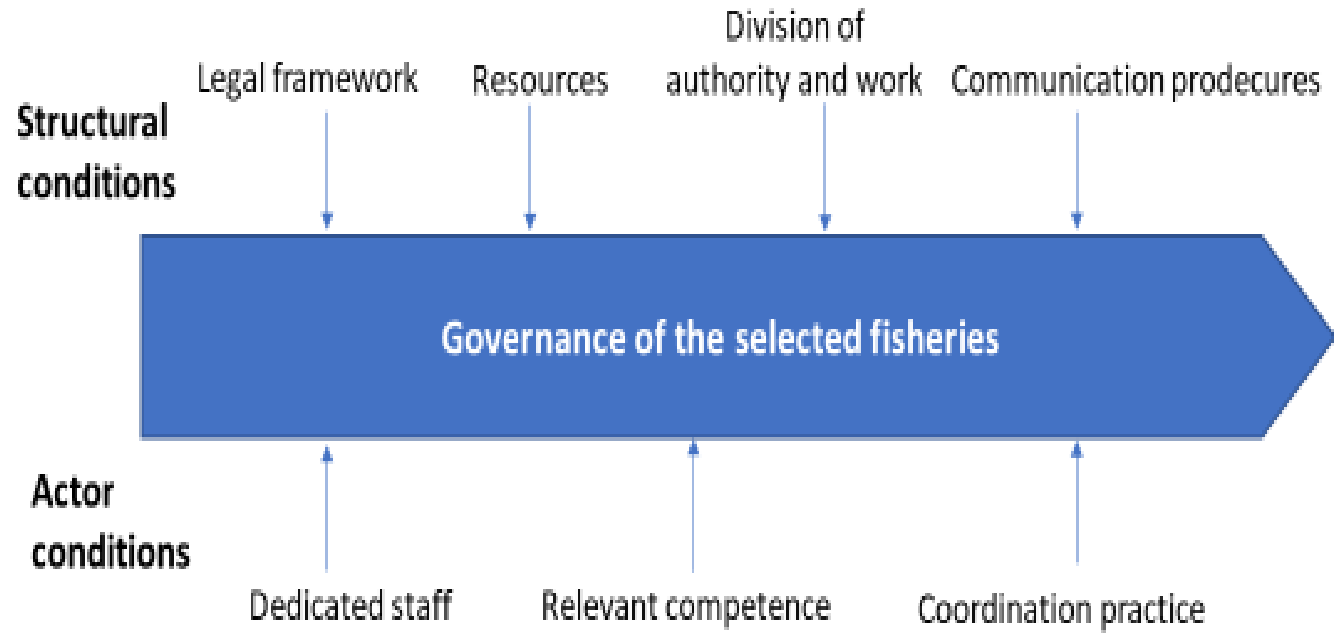 Division of
Legal framework Resources authority and work Communication prodecures
Structural
conditions
Governance of the selected fisheries
Actor
conditions
Dedicated staff Relevant competence Coordination practice